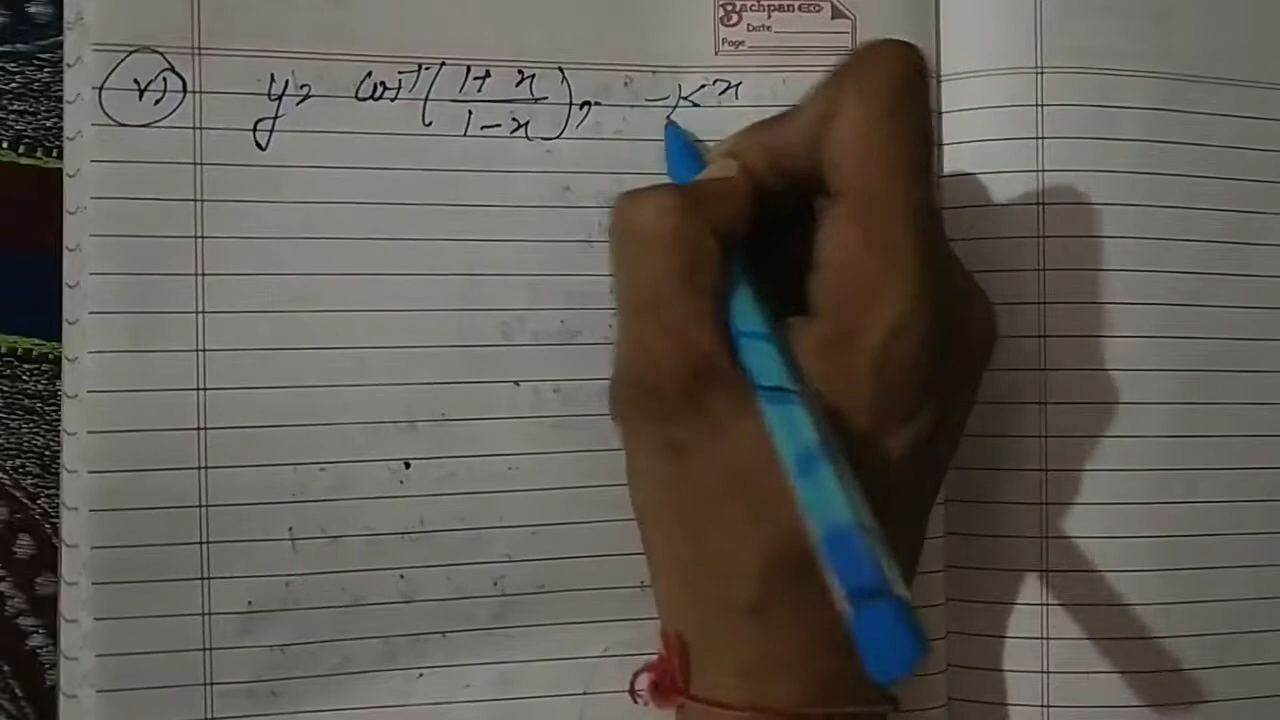 Bachpan
Date
Page
vi) y = cot⁻¹(1+x/1-x), -1<x